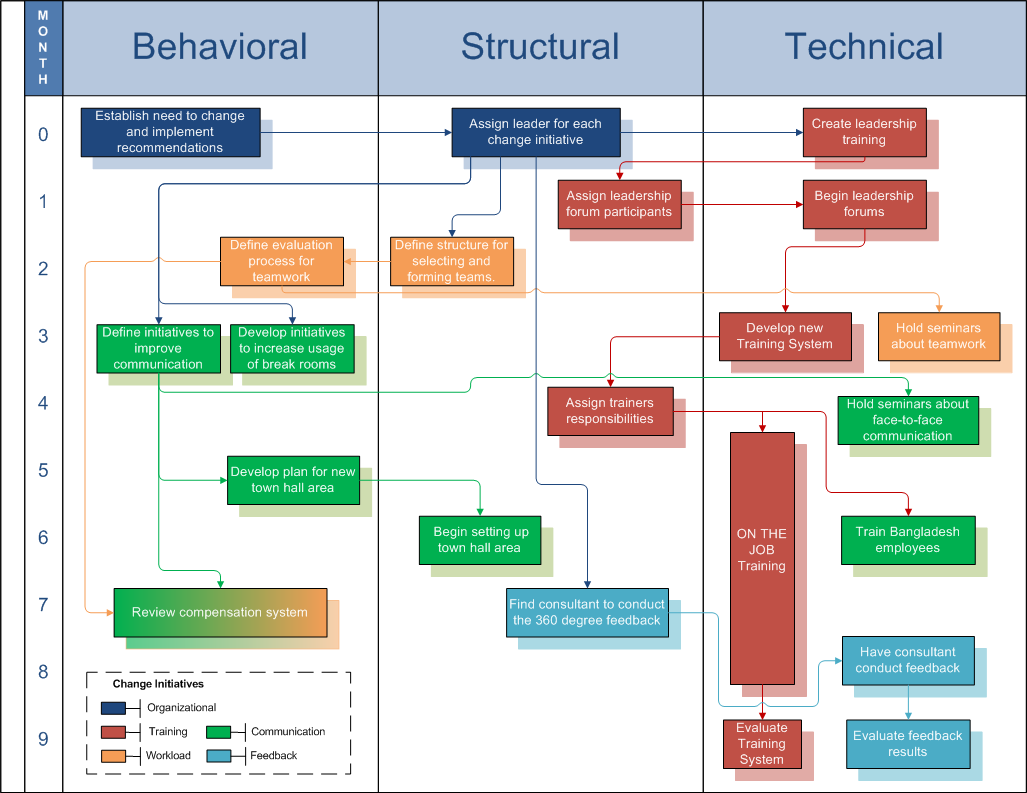 M
O
N
T
H
Behavioral
Structural
Technical
0
Establish need to change
and implement
recommendations
Assign leader for each
change initiative
Create leadership
training
1
Assign leadership
forum participants
Begin leadership
forums
2
Define evaluation
process for
teamwork
Define structure for
selecting and
forming teams.
3
Define initiatives to
improve
communication
Develop initiatives
to increase usage
of break rooms
Develop new
Training System
Hold seminars
about teamwork
4
Assign trainers
responsibilities
Hold seminars about
face-to-face
communication
5
Develop plan for new
town hall area
6
Begin setting up
town hall area
ON THE
JOB
Training
Train Bangladesh
employees
7
Review compensation system
Find consultant to conduct
the 360 degree feedback
8
Have consultant
conduct feedback
9
Evaluate
Training
System
Evaluate feedback
results
Change Initiatives
Organizational
Training
Communication
Workload
Feedback